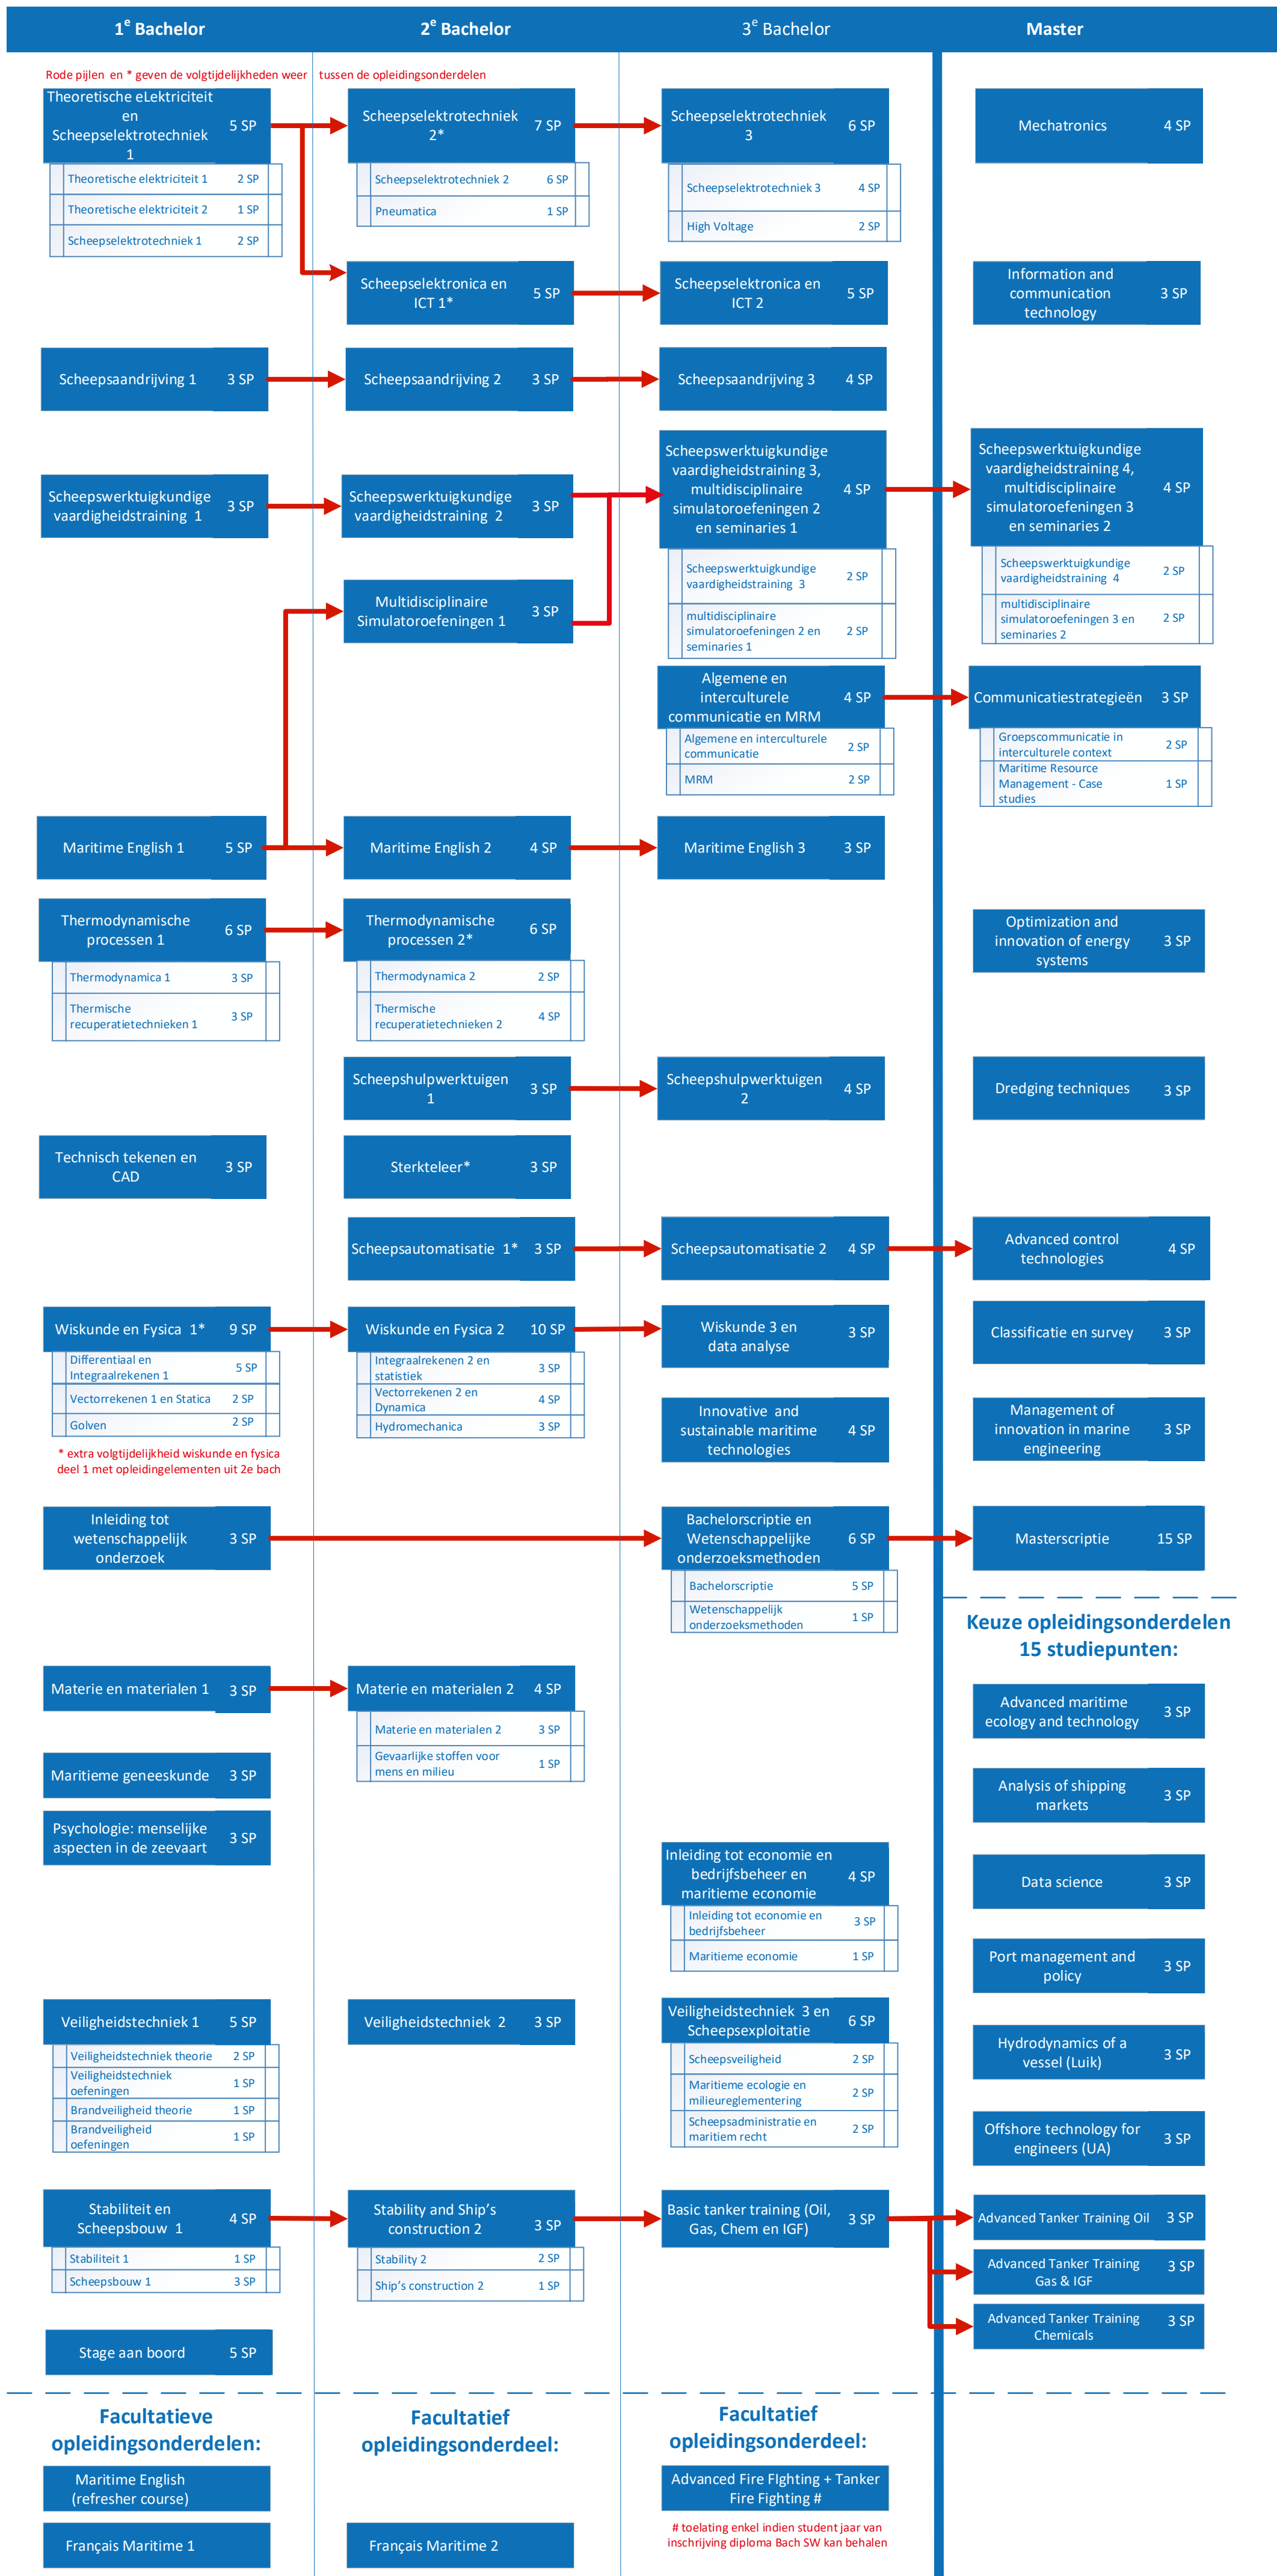 1e Bachelor
2e Bachelor
3e Bachelor
Master
Rode pijlen en * geven de volgtijdelijkheden weer tussen de opleidingsonderdelen
Theoretische eLektriciteit
en
Scheepselektrotechniek
1
5 SP
Theoretische elektriciteit 1 2 SP
Theoretische elektriciteit 2 1 SP
Scheepselektrotechniek 1 2 SP
Scheepselektrotechniek
2*
7 SP
Scheepselektrotechniek 2 6 SP
Pneumatica 1 SP
Scheepselektrotechniek
3
6 SP
Scheepselektrotechniek 3 4 SP
High Voltage 2 SP
Mechatronics 4 SP
Scheepselektronica en
ICT 1*
5 SP
Scheepselektronica en
ICT 2
5 SP
Information and
communication
technology
3 SP
Scheepsaandrijving 1 3 SP
Scheepsaandrijving 2 3 SP
Scheepsaandrijving 3 4 SP
Scheepswerktuigkundige
vaardigheidstraining 1
3 SP
Scheepswerktuigkundige
vaardigheidstraining 2
3 SP
Scheepswerktuigkundige
vaardigheidstraining 3,
multidisciplinaire
simulatoroefeningen 2
en seminaries 1
4 SP
Scheepswerktuigkundige
vaardigheidstraining 3
2 SP
multidisciplinaire
simulatoroefeningen 2 en
seminaries 1
2 SP
Scheepswerktuigkundige
vaardigheidstraining 4,
multidisciplinaire
simulatoroefeningen 3
en seminaries 2
4 SP
Scheepswerktuigkundige
vaardigheidstraining 4
2 SP
multidisciplinaire
simulatoroefeningen 3 en
seminaries 2
2 SP
Multidisciplinaire
Simulatoroefeningen 1
3 SP
Algemene en
interculturele
communicatie en MRM
4 SP
Algemene en interculturele
communicatie
2 SP
MRM 2 SP
Communicatiestrategieën 3 SP
Groepscommunicatie in
interculturele context
2 SP
Maritime Resource
Management - Case
studies
1 SP
Maritime English 1 5 SP
Maritime English 2 4 SP
Maritime English 3 3 SP
Thermodynamische
processen 1
6 SP
Thermodynamica 1 3 SP
Thermische
recuperatietechnieken 1
3 SP
Thermodynamische
processen 2*
6 SP
Thermodynamica 2 2 SP
Thermische
recuperatietechnieken 2
4 SP
Optimization and
innovation of energy
systems
3 SP
Scheepshulpwerktuigen
1
3 SP
Scheepshulpwerktuigen
2
4 SP
Dredging techniques 3 SP
Technisch tekenen en
CAD
3 SP
Sterkteleer* 3 SP
Scheepsautomatisatie 1* 3 SP
Scheepsautomatisatie 2 4 SP
Advanced control
technologies
4 SP
Wiskunde en Fysica 1* 9 SP
Differentiaal en
Integraalrekenen 1
5 SP
Vectorrekenen 1 en Statica 2 SP
Golven 2 SP
* extra volgtijdelijkheid wiskunde en fysica
deel 1 met opleidingelementen uit 2e bach
Wiskunde en Fysica 2 10 SP
Integraalrekenen 2 en
statistiek
3 SP
Vectorrekenen 2 en
Dynamica
4 SP
Hydromechanica 3 SP
Wiskunde 3 en
data analyse
3 SP
Classificatie en survey 3 SP
Innovative and
sustainable maritime
technologies
4 SP
Management of
innovation in marine
engineering
3 SP
Inleiding tot
wetenschappelijk
onderzoek
3 SP
Bachelorscriptie en
Wetenschappelijke
onderzoeksmethoden
6 SP
Bachelorscriptie 5 SP
Wetenschappelijk
onderzoeksmethoden
1 SP
Masterscriptie 15 SP
Keuze opleidingsonderdelen
15 studiepunten:
Materie en materialen 1 3 SP
Materie en materialen 2 4 SP
Materie en materialen 2 3 SP
Gevaarlijke stoffen voor
mens en milieu
1 SP
Advanced maritime
ecology and technology
3 SP
Maritieme geneeskunde 3 SP
Analysis of shipping
markets
3 SP
Psychologie: menselijke
aspecten in de zeevaart
3 SP
Inleiding tot economie en
bedrijfsbeheer en
maritieme economie
4 SP
Inleiding tot economie en
bedrijfsbeheer
3 SP
Maritieme economie 1 SP
Data science 3 SP
Port management and
policy
3 SP
Veiligheidstechniek 1 5 SP
Veiligheidstechniek theorie 2 SP
Veiligheidstechniek
oefeningen
1 SP
Brandveiligheid theorie 1 SP
Brandveiligheid
oefeningen
1 SP
Veiligheidstechniek 2 3 SP
Veiligheidstechniek 3 en
Scheepsexploitatie
6 SP
Scheepsveiligheid 2 SP
Maritieme ecologie en
milieureglementering
2 SP
Scheepsadministratie en
maritiem recht
2 SP
Hydrodynamics of a
vessel (Luik)
3 SP
Offshore technology for
engineers (UA)
3 SP
Stabiliteit en
Scheepsbouw 1
4 SP
Stabiliteit 1 1 SP
Scheepsbouw 1 3 SP
Stability and Ship's
construction 2
3 SP
Stability 2 2 SP
Ship's construction 2 1 SP
Basic tanker training (Oil,
Gas, Chem en IGF)
3 SP
Advanced Tanker Training Oil 3 SP
Advanced Tanker Training
Gas & IGF
3 SP
Advanced Tanker Training
Chemicals
3 SP
Stage aan boord 5 SP
Facultatieve
opleidingsonderdelen:
Maritime English
(refresher course)
Français Maritime 1
Facultatief
opleidingsonderdeel:
Français Maritime 2
Facultatief
opleidingsonderdeel:
Advanced Fire FIghting + Tanker
Fire Fighting #
# toelating enkel indien student jaar van
inschrijving diploma Bach SW kan behalen